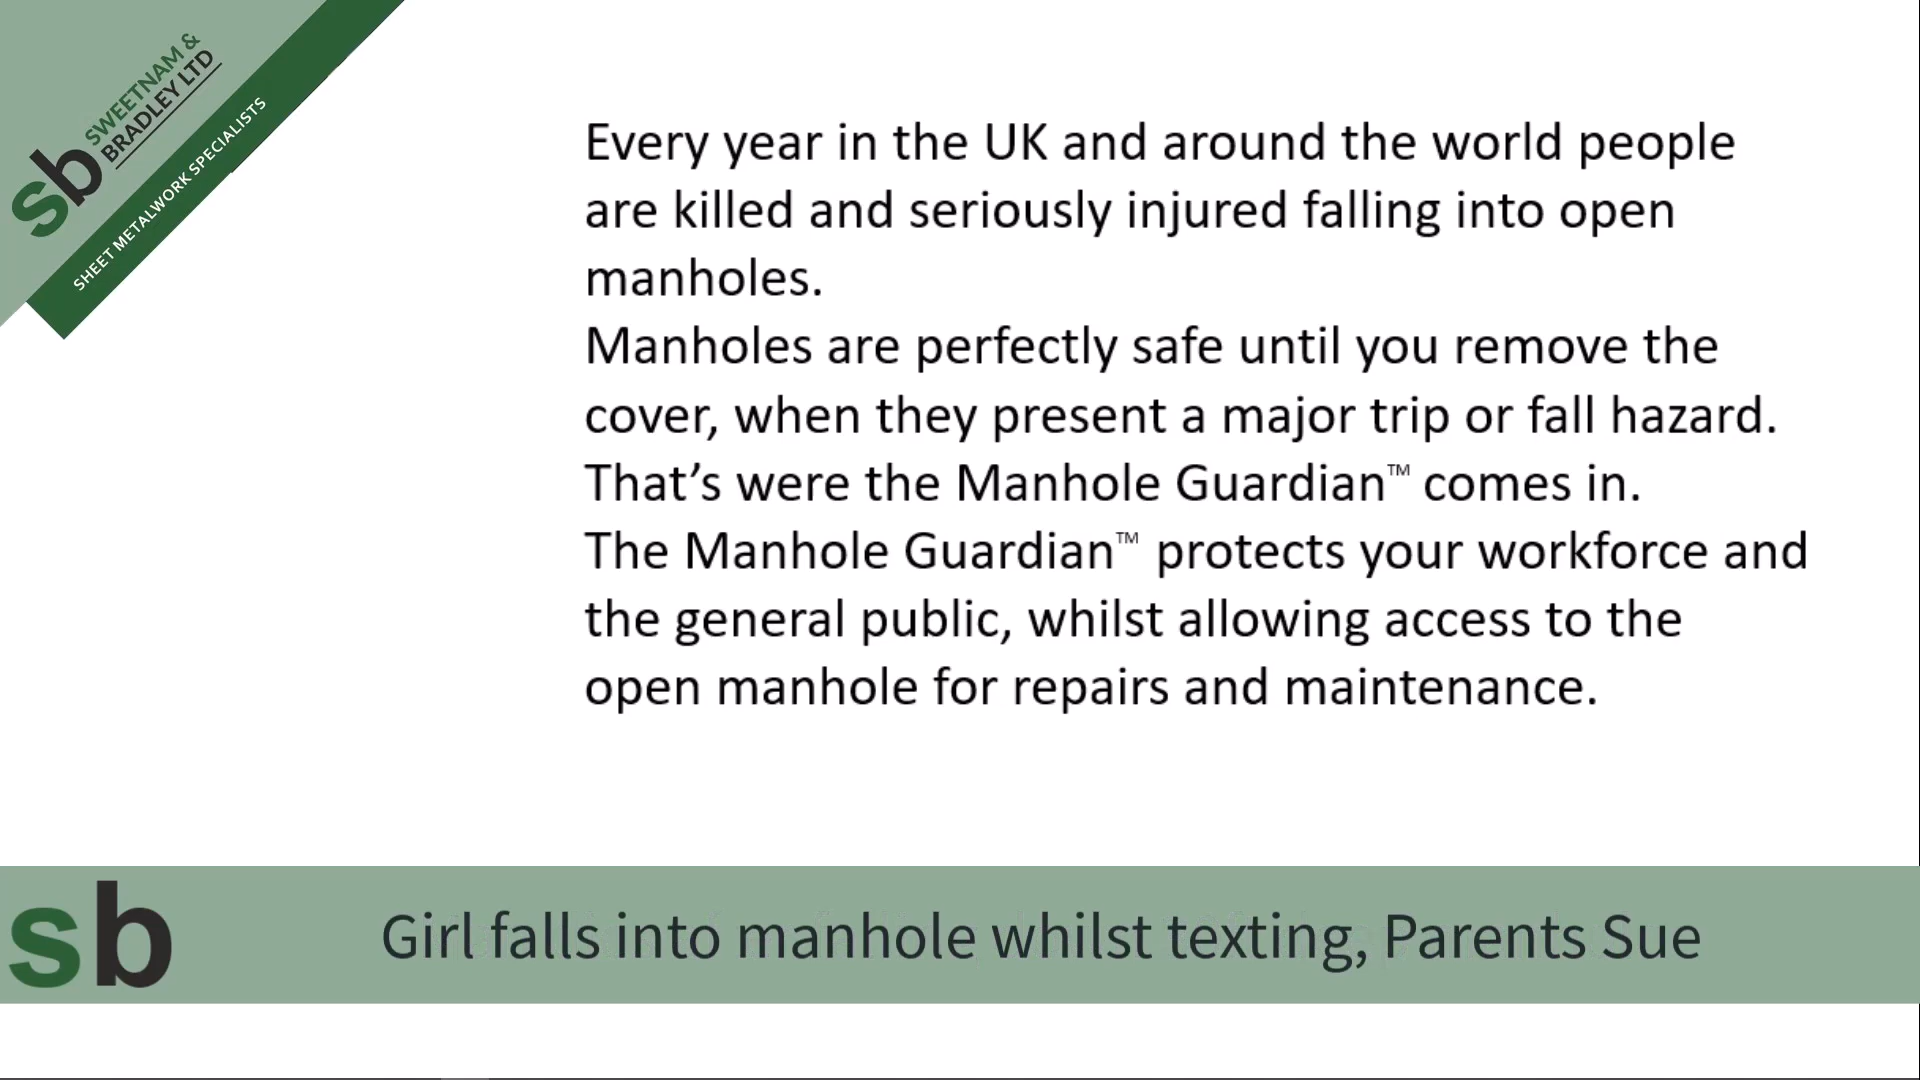 SWEETNAM &
BRADLEY LTD
sb
SHEET METALWORK SPECIALISTS
Every year in the UK and around the world people
are killed and seriously injured falling into open
manholes.
Manholes are perfectly safe until you remove the
cover, when they present a major trip or fall hazard.
That’s were the Manhole Guardian™ comes in.
The Manhole Guardian™ protects your workforce and
the general public, whilst allowing access to the
open manhole for repairs and maintenance.
sb
Girl falls into manhole whilst texting, Parents Sue